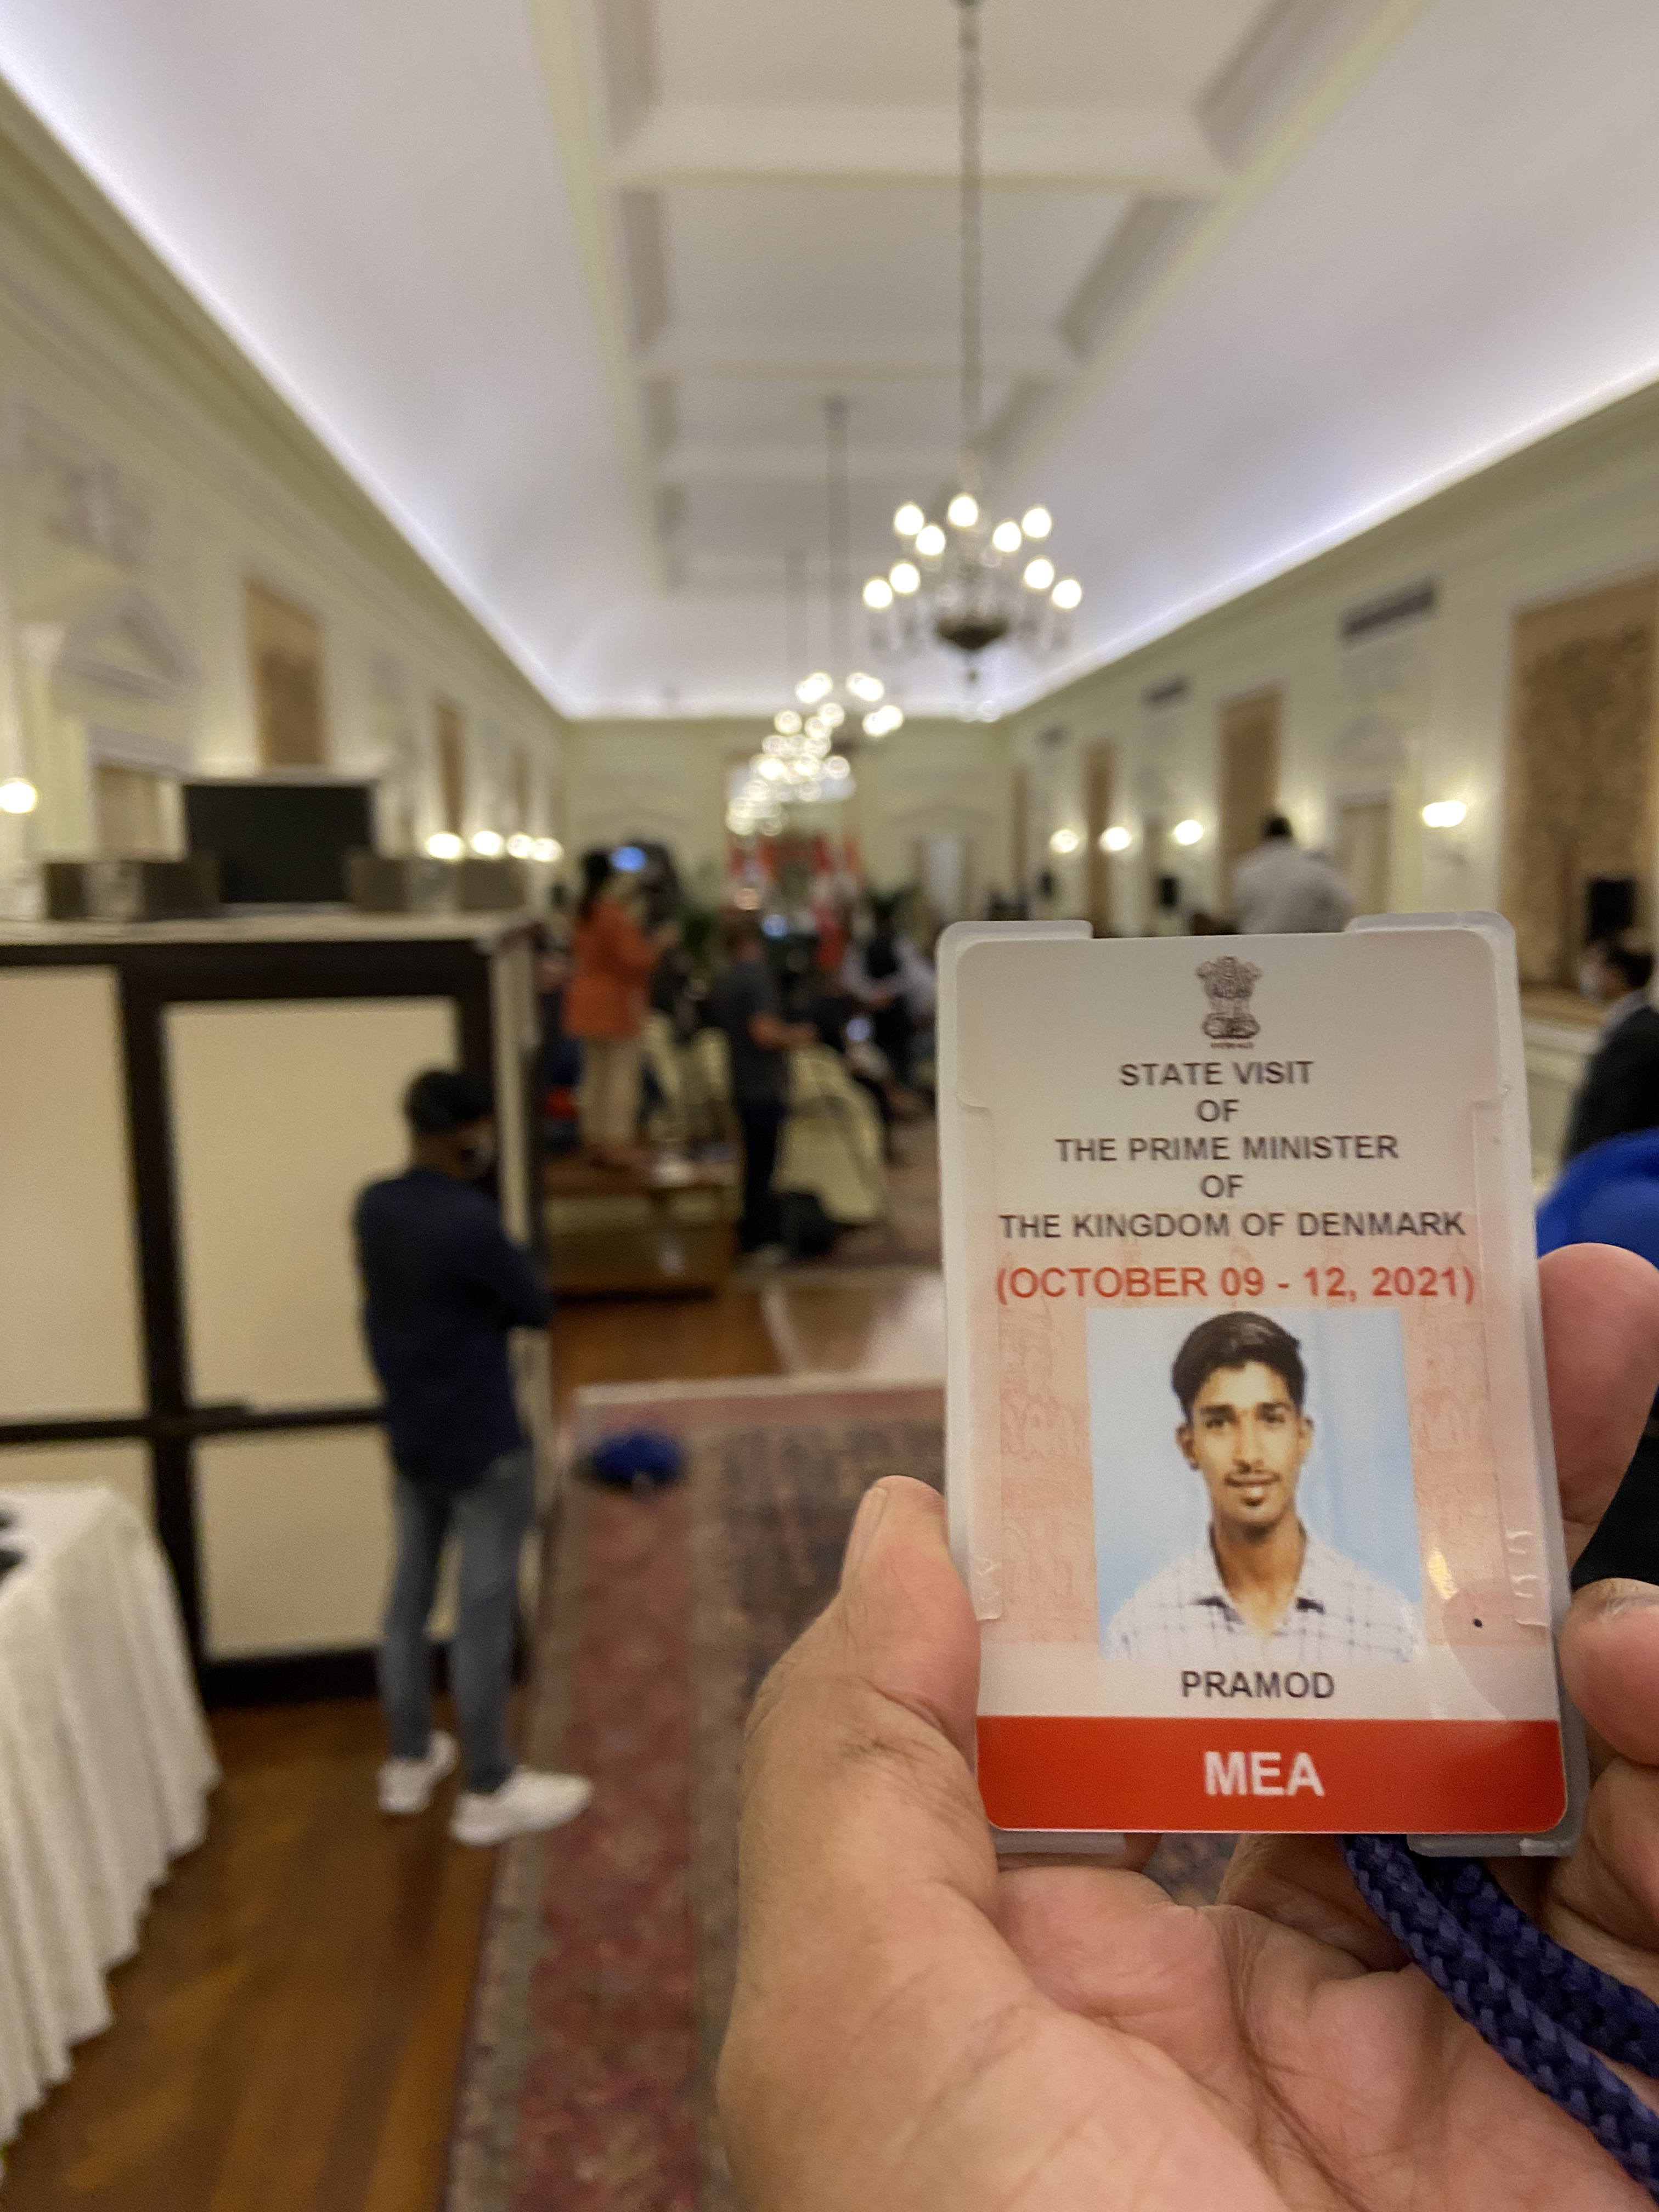 STATE VISIT
OF
THE PRIME MINISTER
OF
THE KINGDOM OF DENMARK
(OCTOBER 09 - 12, 2021)
PRAMOD
MEA